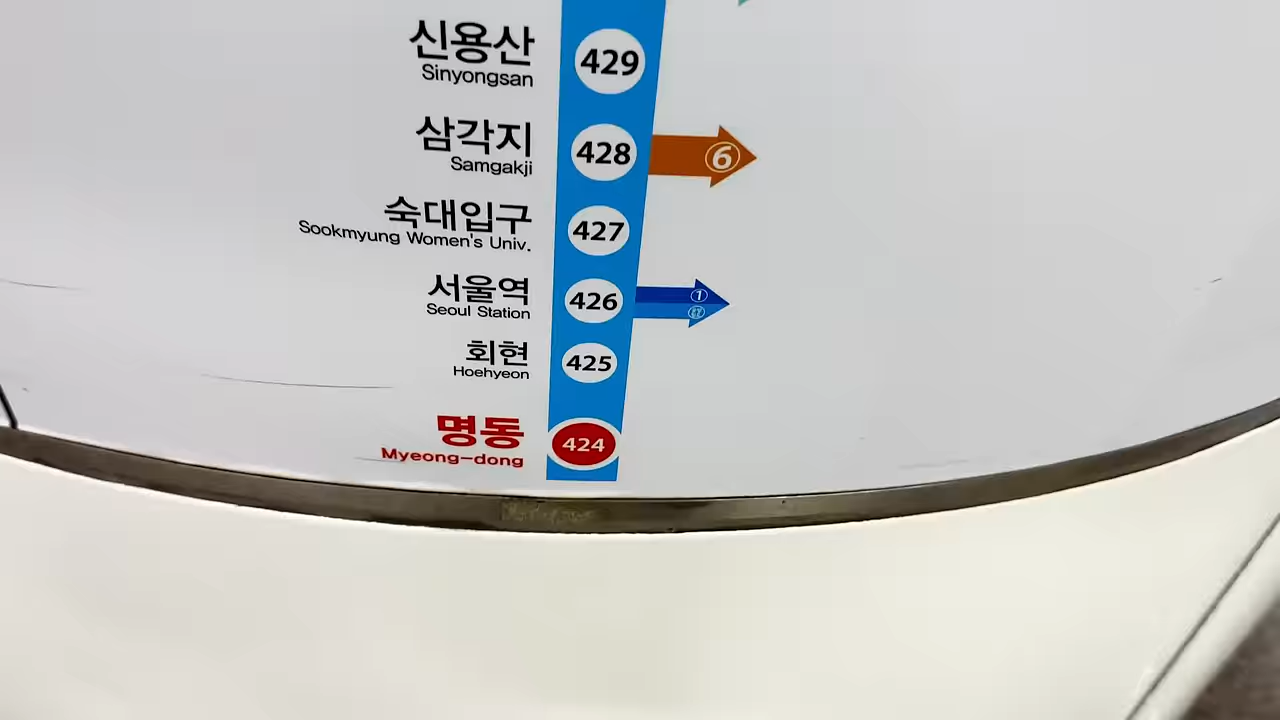 신용산
Sinyongsan
429
삼각지
Samgakji
428
6
숙대입구
Sookmyung Women's Univ.
427
서울역
Seoul Station
426
1
회현
Hoehyeon
425
명동
Myeong-dong
424